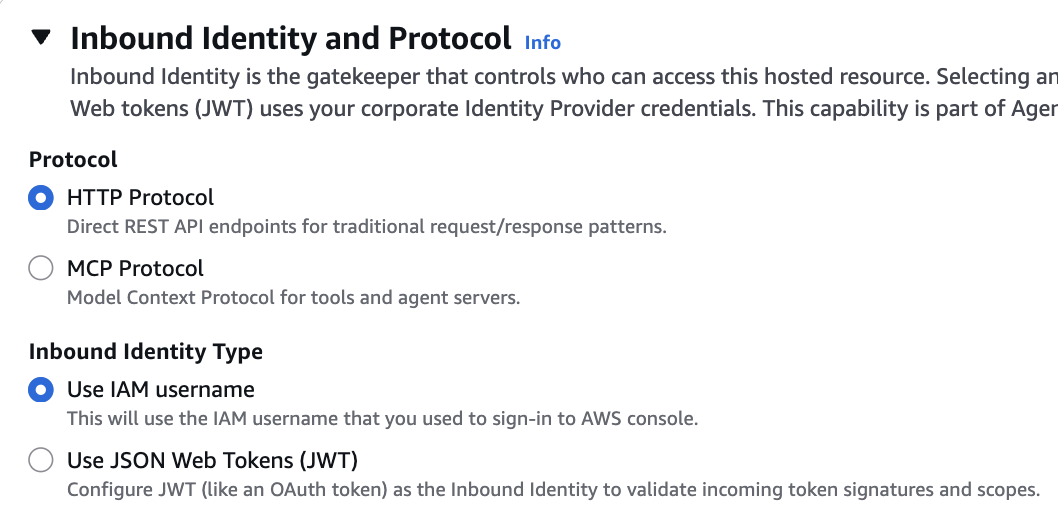 Inbound Identity and Protocol Info
Inbound Identity is the gatekeeper that controls who can access this hosted resource. Selecting an
Web tokens (JWT) uses your corporate Identity Provider credentials. This capability is part of Agen
Protocol
HTTP Protocol
Direct REST API endpoints for traditional request/response patterns.
MCP Protocol
Model Context Protocol for tools and agent servers.
Inbound Identity Type
Use IAM username
This will use the IAM username that you used to sign-in to AWS console.
Use JSON Web Tokens (JWT)
Configure JWT (like an OAuth token) as the Inbound Identity to validate incoming token signatures and scopes.